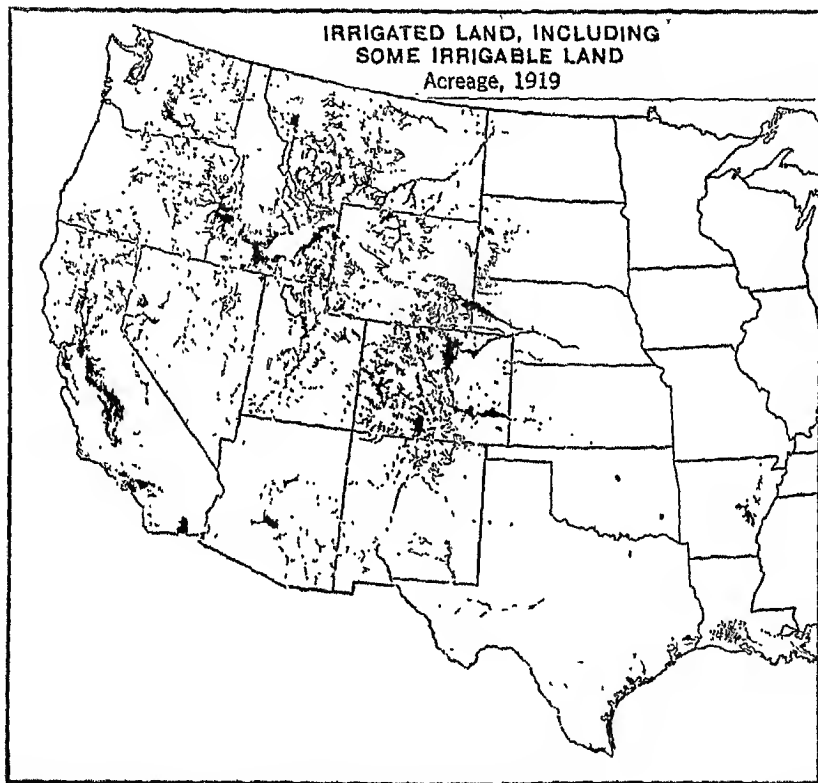 IRRIGATED LAND, INCLUDING
SOME IRRIGABLE LAND
Acreage, 1919